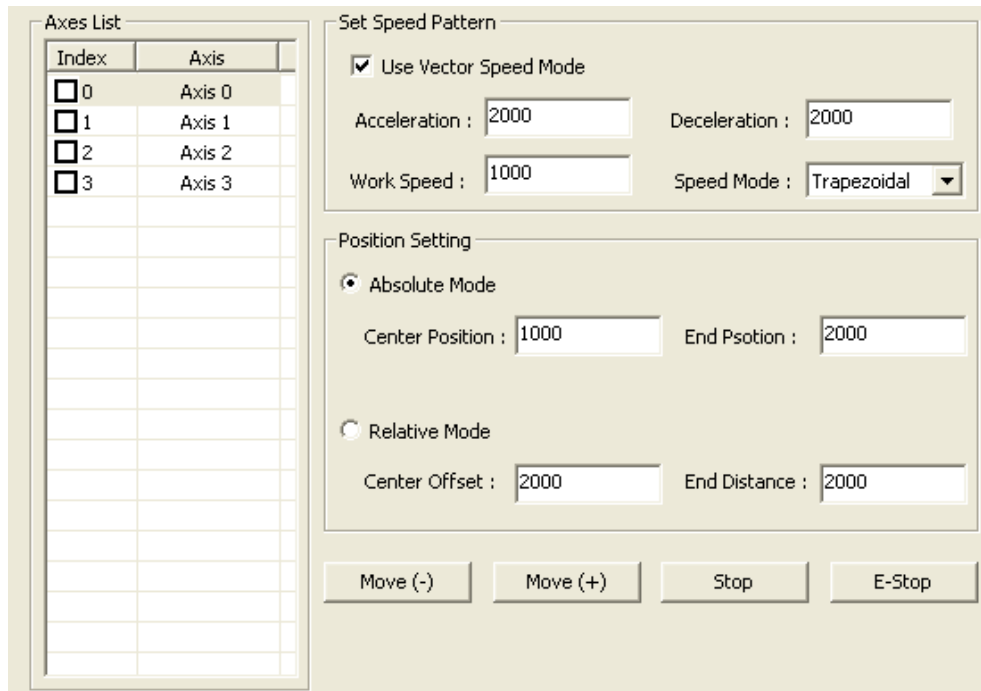 Axes List
Index Axis
0 Axis 0
1 Axis 1
2 Axis 2
3 Axis 3
Set Speed Pattern
Use Vector Speed Mode
Acceleration : 2000 Deceleration : 2000
Work Speed : 1000 Speed Mode : Trapezoidal
Position Setting
Absolute Mode
Center Position : 1000 End Psotion : 2000
Relative Mode
Center Offset : 2000 End Distance : 2000
Move (-) Move (+) Stop E-Stop